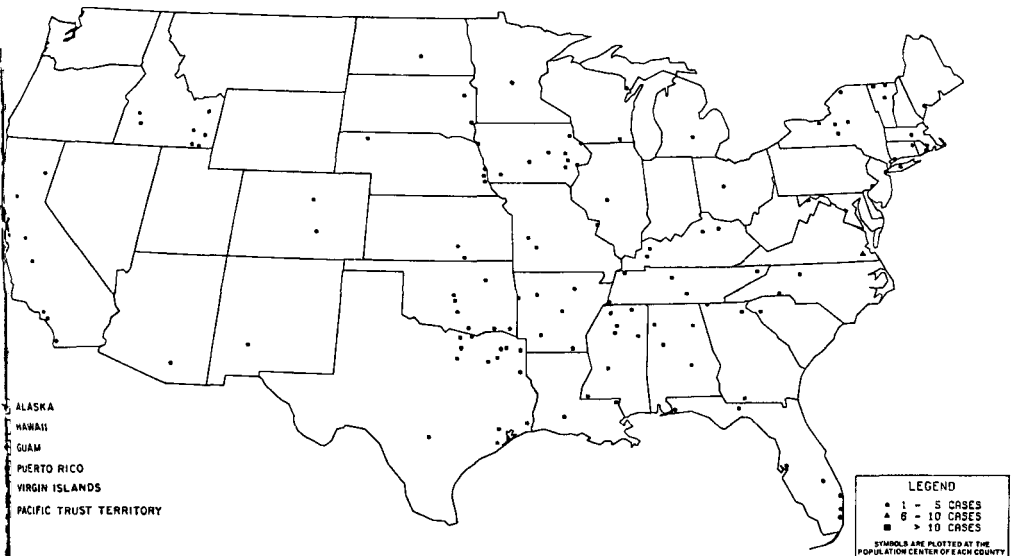 ALASKA
HAWAII
GUAM
PUERTO RICO
VIRGIN ISLANDS
PACIFIC TRUST TERRITORY
LEGEND
1 - 5 CASES
6 - 10 CASES
> 10 CASES
SYMBOLS ARE PLOTTED AT THE
POPULATION CENTER OF EACH COUNTY